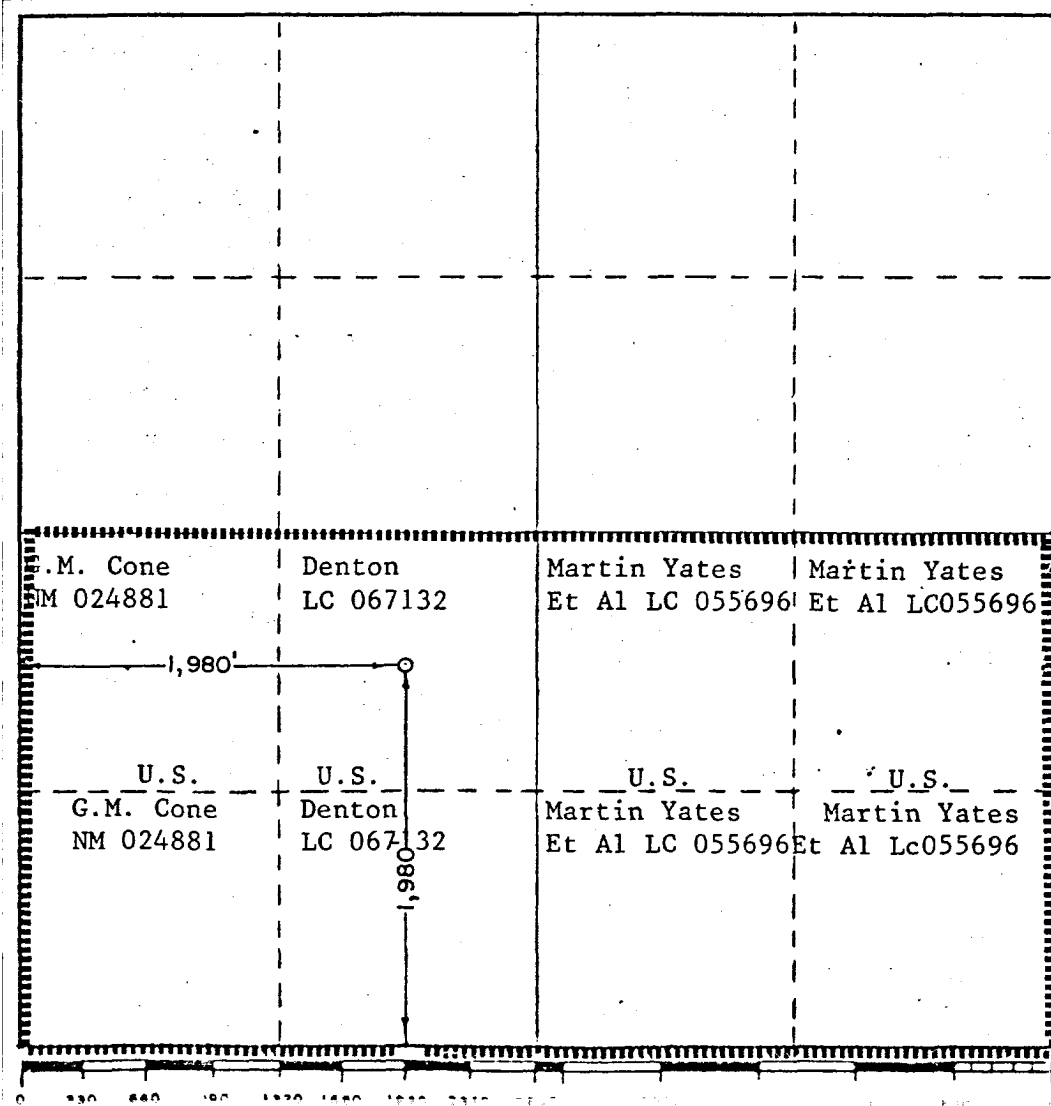 .M. Cone
NM 024881
Denton
LC 067132
Martin Yates
Et Al LC 055696
Martin Yates
Et Al LC055696
1,980'
U.S.
U.S.
U.S.
U.S.
G.M. Cone
NM 024881
Denton
LC 067132
Martin Yates
Et Al LC 055696
Martin Yates
Et Al Lc055696
1,980
0 330 660 1320 1650